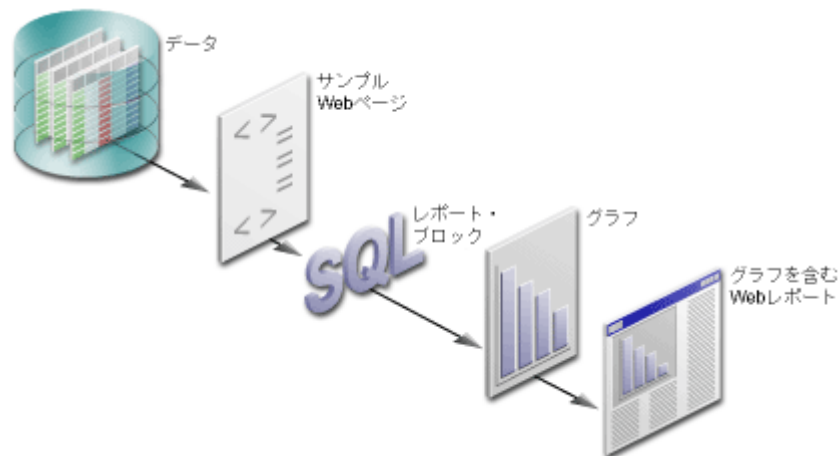 データ
サンプル
Webページ
< >
< >
SQL
レポート・
ブロック
グラフ
グラフを含む
Webレポート